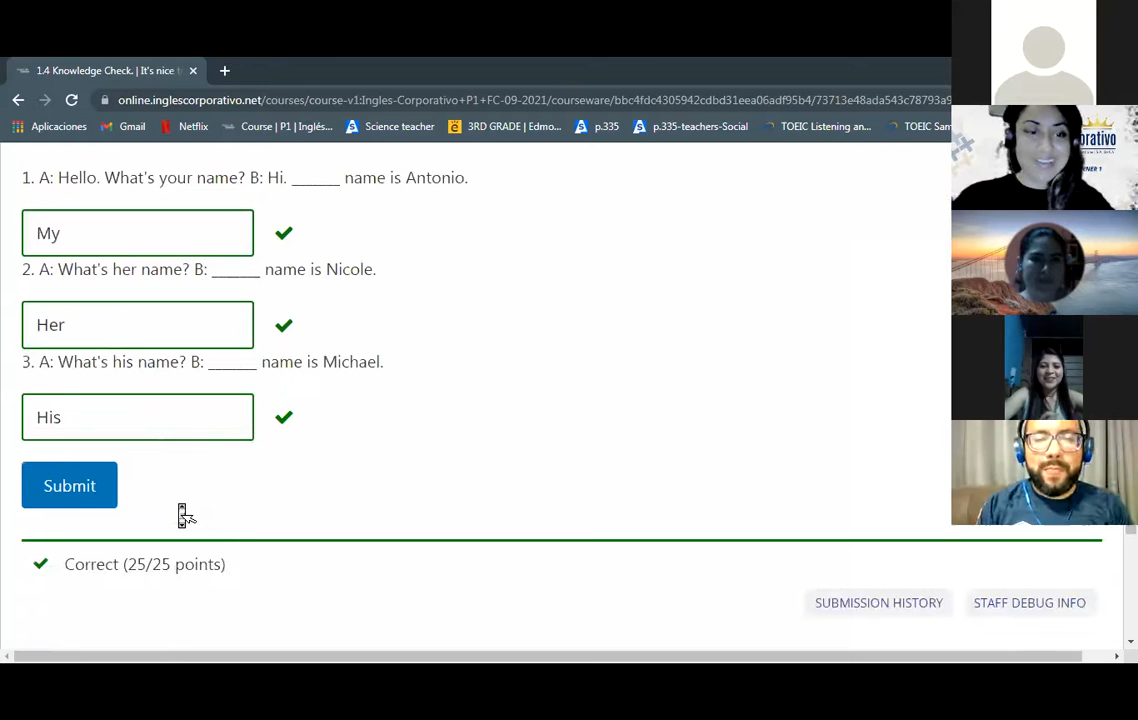 1.4 Knowledge Check. | It's nice t
online.inglescorporativo.net/courses/course-v1:Ingles-Corporativo+P1+FC-09-2021/courseware/bbc4fdc4305942cdbd31eea06adf95b4/73713e48ada543c78793a9
Aplicaciones Gmail Netflix Course | P1 | Inglés... Science teacher 3RD GRADE | Edmo... p.335 p.335-teachers-Social TOEIC Listening an... TOEIC Sam
1. A: Hello. What's your name? B: Hi. ______ name is Antonio.
My
2. A: What's her name? B: ______ name is Nicole.
Her
3. A: What's his name? B: ______ name is Michael.
His
Submit
Correct (25/25 points)
SUBMISSION HISTORY STAFF DEBUG INFO
orativo